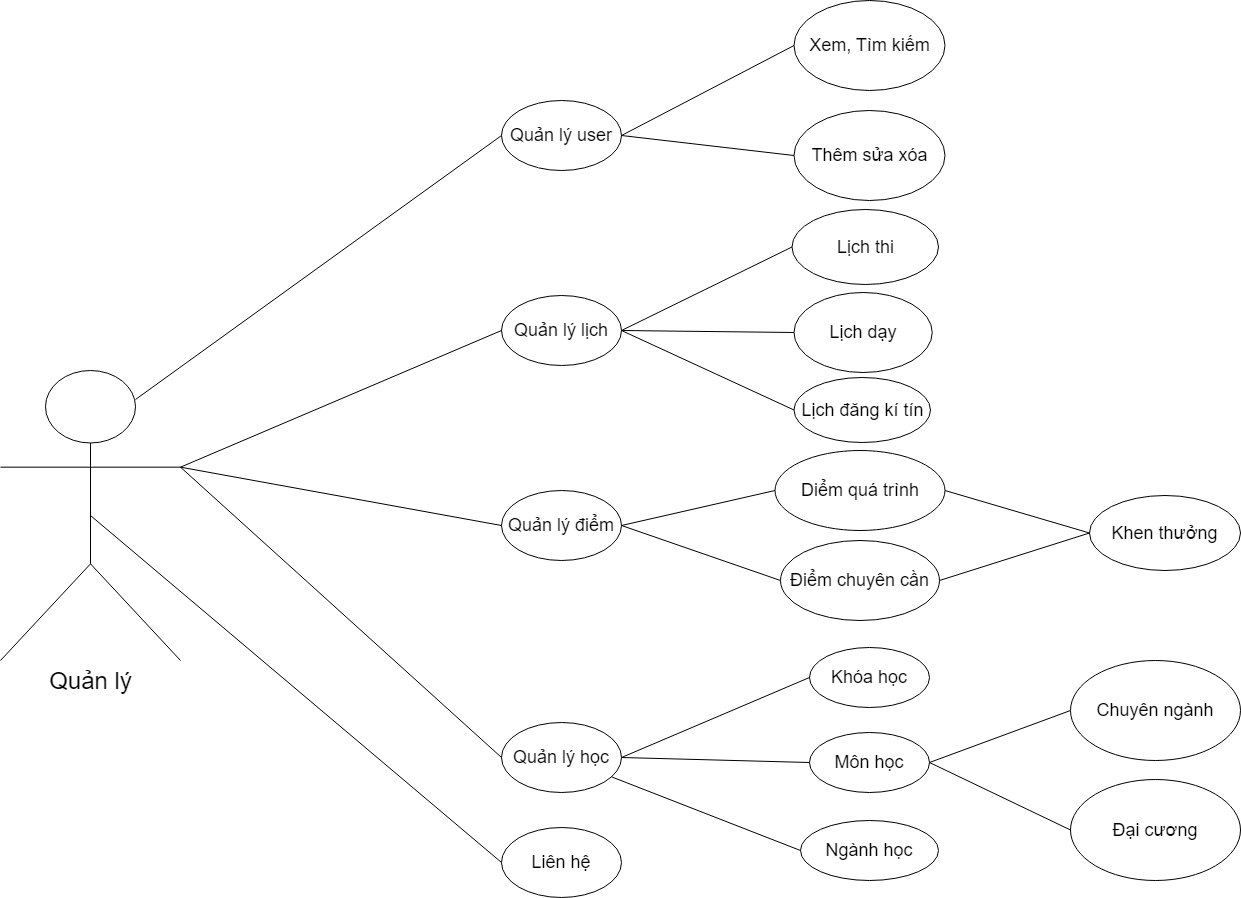 Xem, Tìm kiếm
Quản lý user
Thêm sửa xóa
Lịch thi
Quản lý lịch
Lịch dạy
Lịch đăng kí tín
Diểm quá trình
Quản lý điểm
Khen thưởng
Điểm chuyên cần
Quản lý
Khóa học
Chuyên ngành
Quản lý học
Môn học
Đại cương
Ngành học
Liên hệ